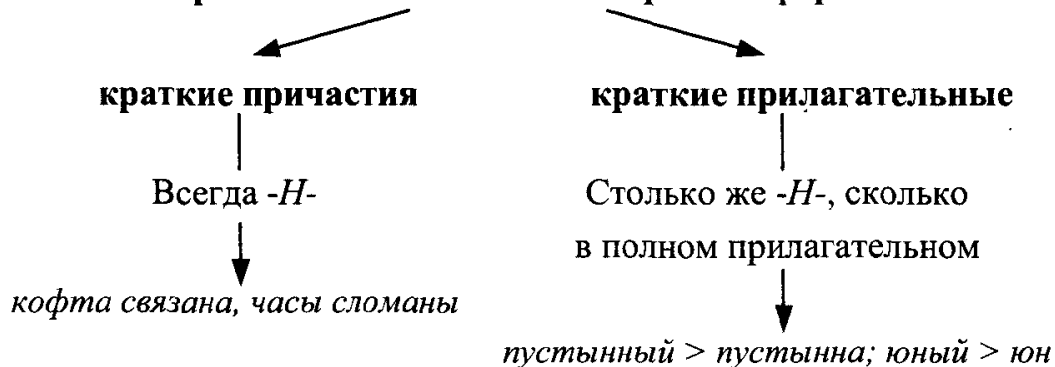 краткие причастия краткие прилагательные
Всегда -Н- Столько же -Н-, сколько
в полном прилагательном
кофта связана, часы сломаны
пустынный > пустынна; юный > юн